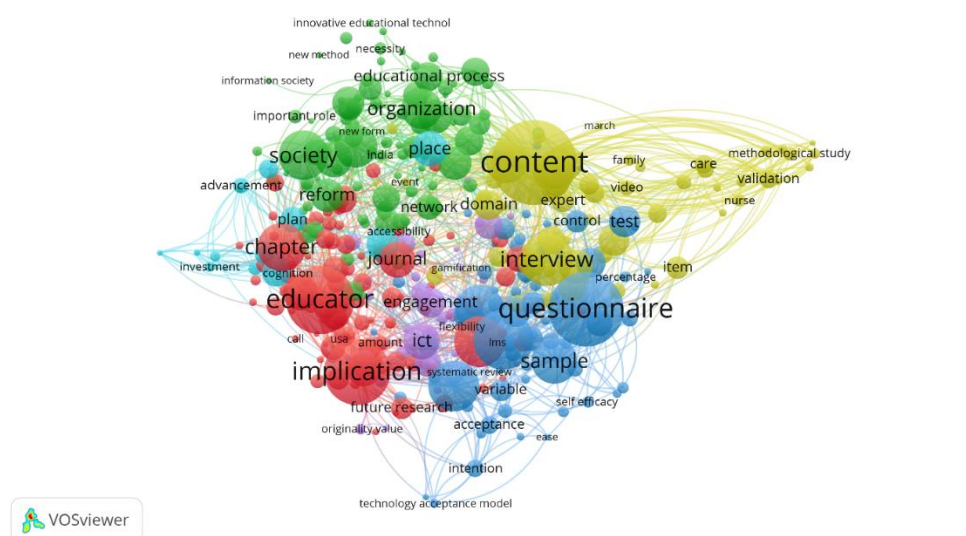 innovative educational technol
necessity
new method
educational process
information society
organization
important role
march
new form
place
content
society
india
family
care
methodological study
event
advancement
video
validation
reform
expert
nurse
network
domain
plan
control
test
accessibility
chapter
journal
interview
investment
gamification
item
cognition
percentage
educator
engagement
questionnaire
flexibility
call
usa
amount
ict
lms
sample
implication
systematic review
variable
self efficacy
future research
acceptance
originality value
ease
intention
technology acceptance model
VOSviewer